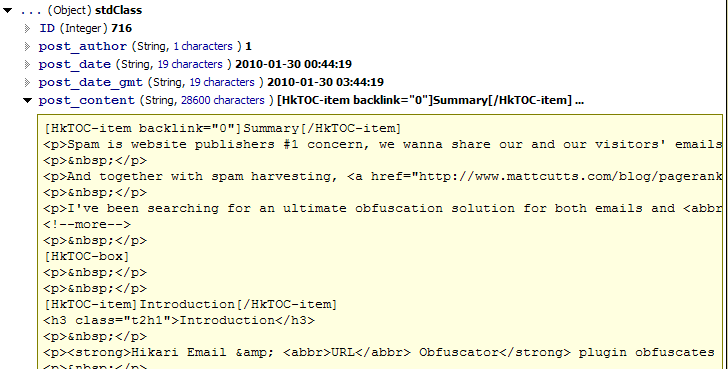 ... (Object) stdClass
ID (Integer) 716
post_author (String, 1 characters ) 1
post_date (String, 19 characters ) 2010-01-30 00:44:19
post_date_gmt (String, 19 characters ) 2010-01-30 03:44:19
post_content (String, 28600 characters ) [HkTOC-item backlink="0"]Summary[/HkTOC-item] ...
[HkTOC-item backlink="0"]Summary[/HkTOC-item]
<p>Spam is website publishers #1 concern, we wanna share our and our visitors' emails
<p>&nbsp;</p>
<p>And together with spam harvesting, <a href="http://www.mattcutts.com/blog/pagerank
<p>&nbsp;</p>
<p>I've been searching for an ultimate obfuscation solution for both emails and <abbr
<!--more-->
<p>&nbsp;</p>
[HkTOC-box]
<p>&nbsp;</p>
<p>&nbsp;</p>
[HkTOC-item]Introduction[/HkTOC-item]
<h3 class="t2h1">Introduction</h3>
<p>&nbsp;</p>
<p><strong>Hikari Email &amp; <abbr>URL</abbr> Obfuscator</strong> plugin obfuscates
<p>&nbsp;</p>